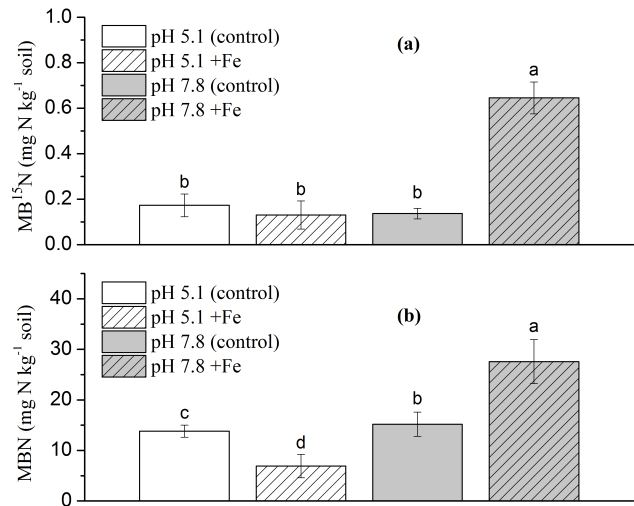 1.0
0.8
0.6
0.4
0.2
0.0
MB¹⁵N (mg N kg⁻¹ soil)
pH 5.1 (control)
pH 5.1 +Fe
pH 7.8 (control)
pH 7.8 +Fe
(a)
b
b
b
a
40
30
20
10
0
MBN (mg N kg⁻¹ soil)
pH 5.1 (control)
pH 5.1 +Fe
pH 7.8 (control)
pH 7.8 +Fe
(b)
c
d
b
a